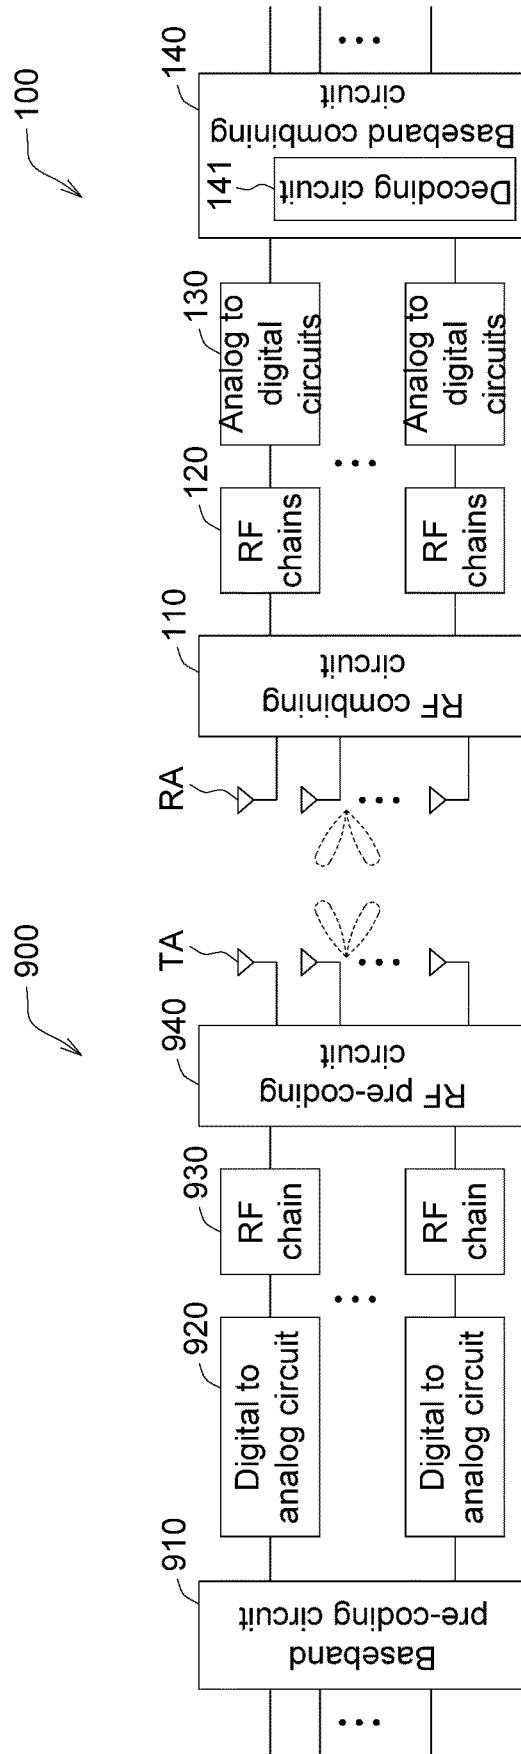 900
100
910
Baseband
pre-coding circuit
920
Digital to
analog circuit
Digital to
analog circuit
930
RF
chain
RF
chain
940
RF pre-coding
circuit
TA
RA
110
RF combining
circuit
120
RF
chains
RF
chains
130
Analog to
digital
circuits
Analog to
digital
circuits
140
Baseband combining
circuit
141
Decoding circuit